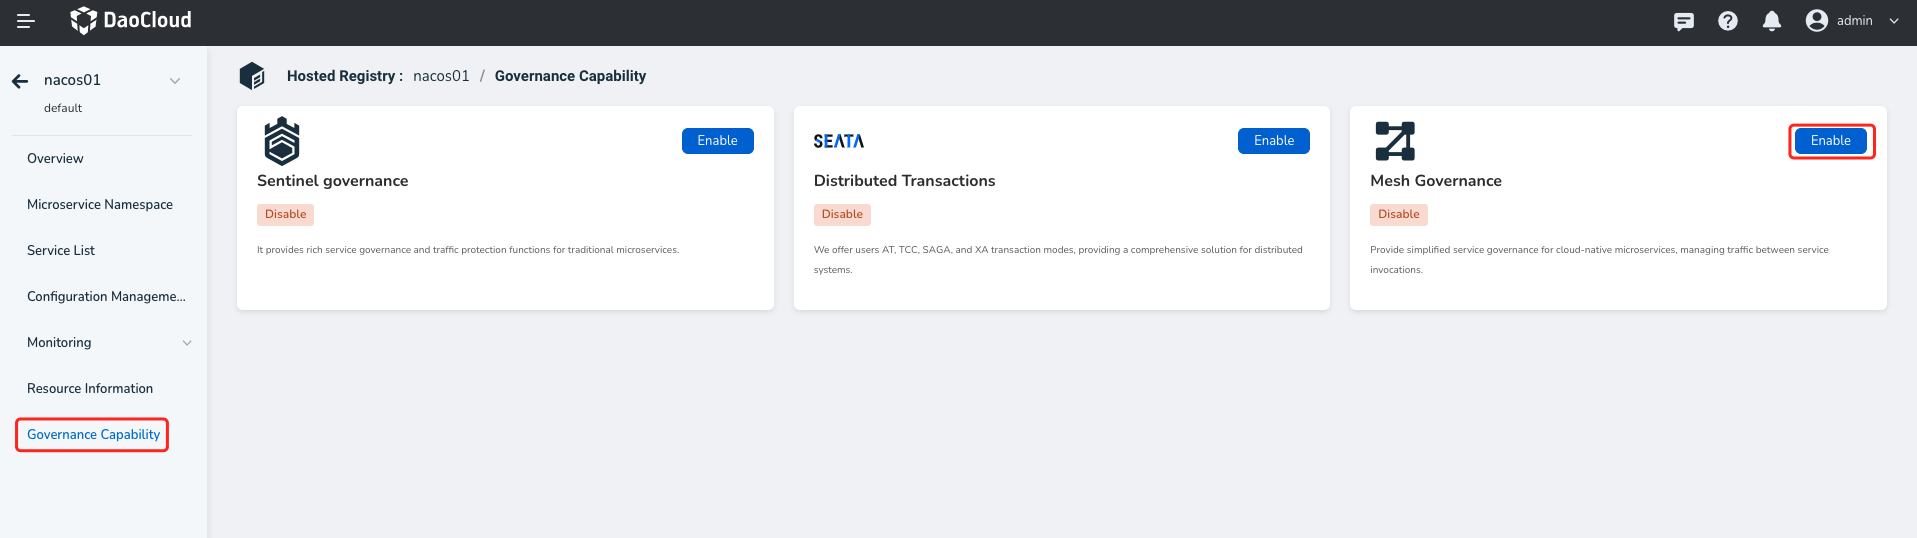 DaoCloud
admin
nacos01
default
Overview
Microservice Namespace
Service List
Configuration Manageme...
Monitoring
Resource Information
Governance Capability
Hosted Registry : nacos01 / Governance Capability
Enable
Sentinel governance
Disable
It provides rich service governance and traffic protection functions for traditional microservices.
SEATA
Enable
Distributed Transactions
Disable
We offer users AT, TCC, SAGA, and XA transaction modes, providing a comprehensive solution for distributed
systems.
Enable
Mesh Governance
Disable
Provide simplified service governance for cloud-native microservices, managing traffic between service
invocations.